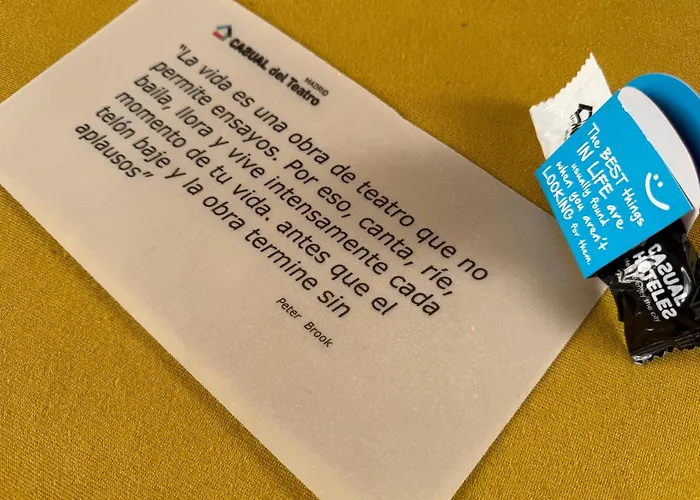 CASUAL del Teatro
MADRID
"La vida es una obra de teatro que no
permite ensayos. Por eso, canta, ríe,
baila, llora y vive intensamente cada
momento de tu vida. antes que el
telón baje y la obra termine sin
aplausos"
Peter Brook
The BEST things
IN LIFE are
usually found
when you aren't
LOOKING for them.
CASUAL
HOTELES
the city